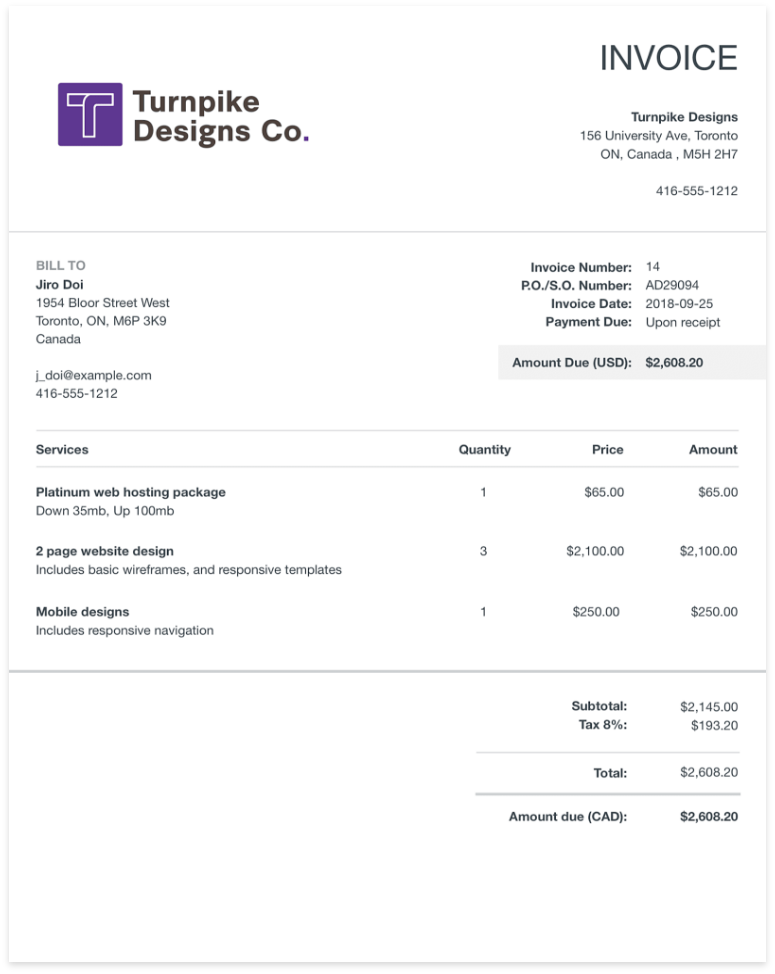 INVOICE
Turnpike
Designs Co.
Turnpike Designs
156 University Ave, Toronto
ON, Canada , M5H 2H7
416-555-1212
BILL TO
Jiro Doi
1954 Bloor Street West
Toronto, ON, M6P 3K9
Canada
j_doi@example.com
416-555-1212
Invoice Number: 14
P.O./S.O. Number: AD29094
Invoice Date: 2018-09-25
Payment Due: Upon receipt
Amount Due (USD): $2,608.20
Services Quantity Price Amount
Platinum web hosting package 1 $65.00 $65.00
Down 35mb, Up 100mb
2 page website design 3 $2,100.00 $2,100.00
Includes basic wireframes, and responsive templates
Mobile designs 1 $250.00 $250.00
Includes responsive navigation
Subtotal: $2,145.00
Tax 8%: $193.20
Total: $2,608.20
Amount due (CAD): $2,608.20